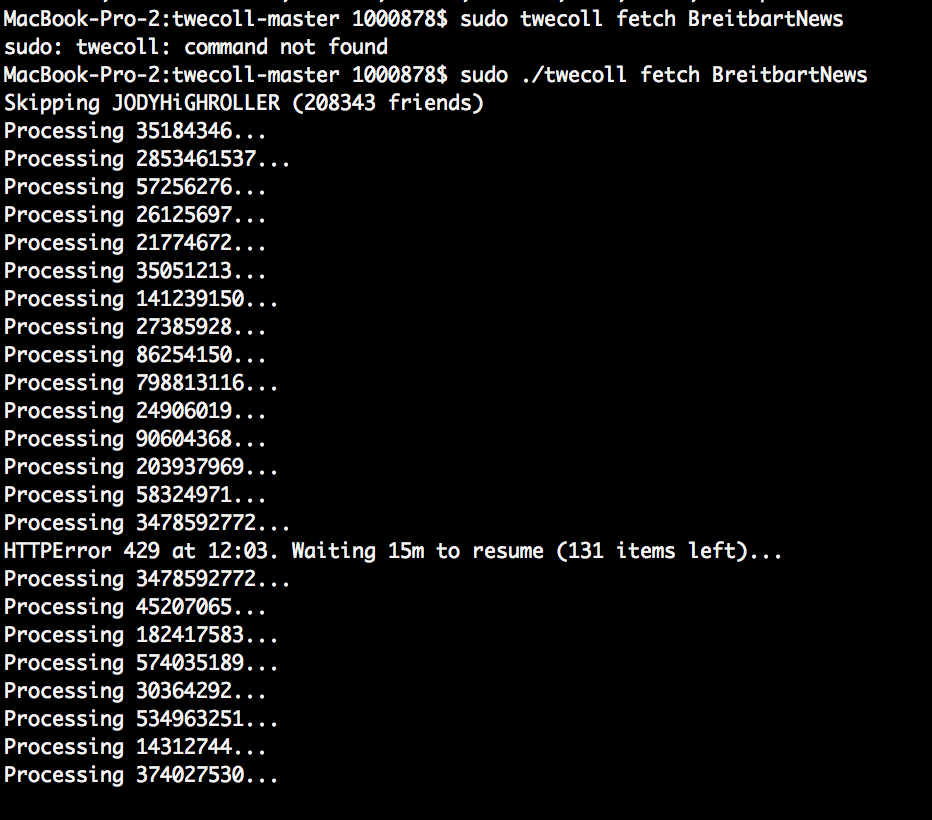 MacBook-Pro-2:twecoll-master 1000878$ sudo twecoll fetch BreitbartNews
sudo: twecoll: command not found
MacBook-Pro-2:twecoll-master 1000878$ sudo ./twecoll fetch BreitbartNews
Skipping JODYHiGHROLLER (208343 friends)
Processing 35184346...
Processing 2853461537...
Processing 57256276...
Processing 26125697...
Processing 21774672...
Processing 35051213...
Processing 141239150...
Processing 27385928...
Processing 86254150...
Processing 798813116...
Processing 24906019...
Processing 90604368...
Processing 203937969...
Processing 58324971...
Processing 3478592772...
HTTPError 429 at 12:03. Waiting 15m to resume (131 items left)...
Processing 3478592772...
Processing 45207065...
Processing 182417583...
Processing 574035189...
Processing 30364292...
Processing 534963251...
Processing 14312744...
Processing 374027530...